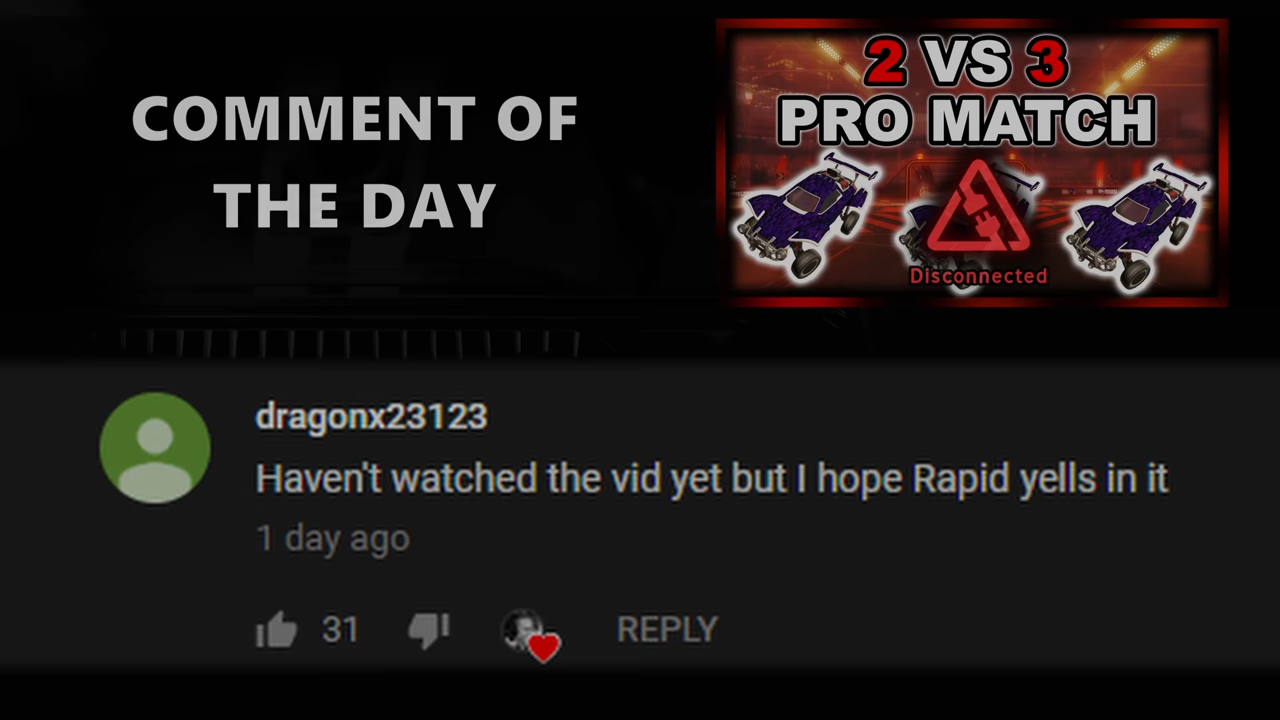 COMMENT OF
THE DAY
2 VS 3
PRO MATCH
Disconnected
dragonx23123
Haven't watched the vid yet but I hope Rapid yells in it
1 day ago
31
REPLY